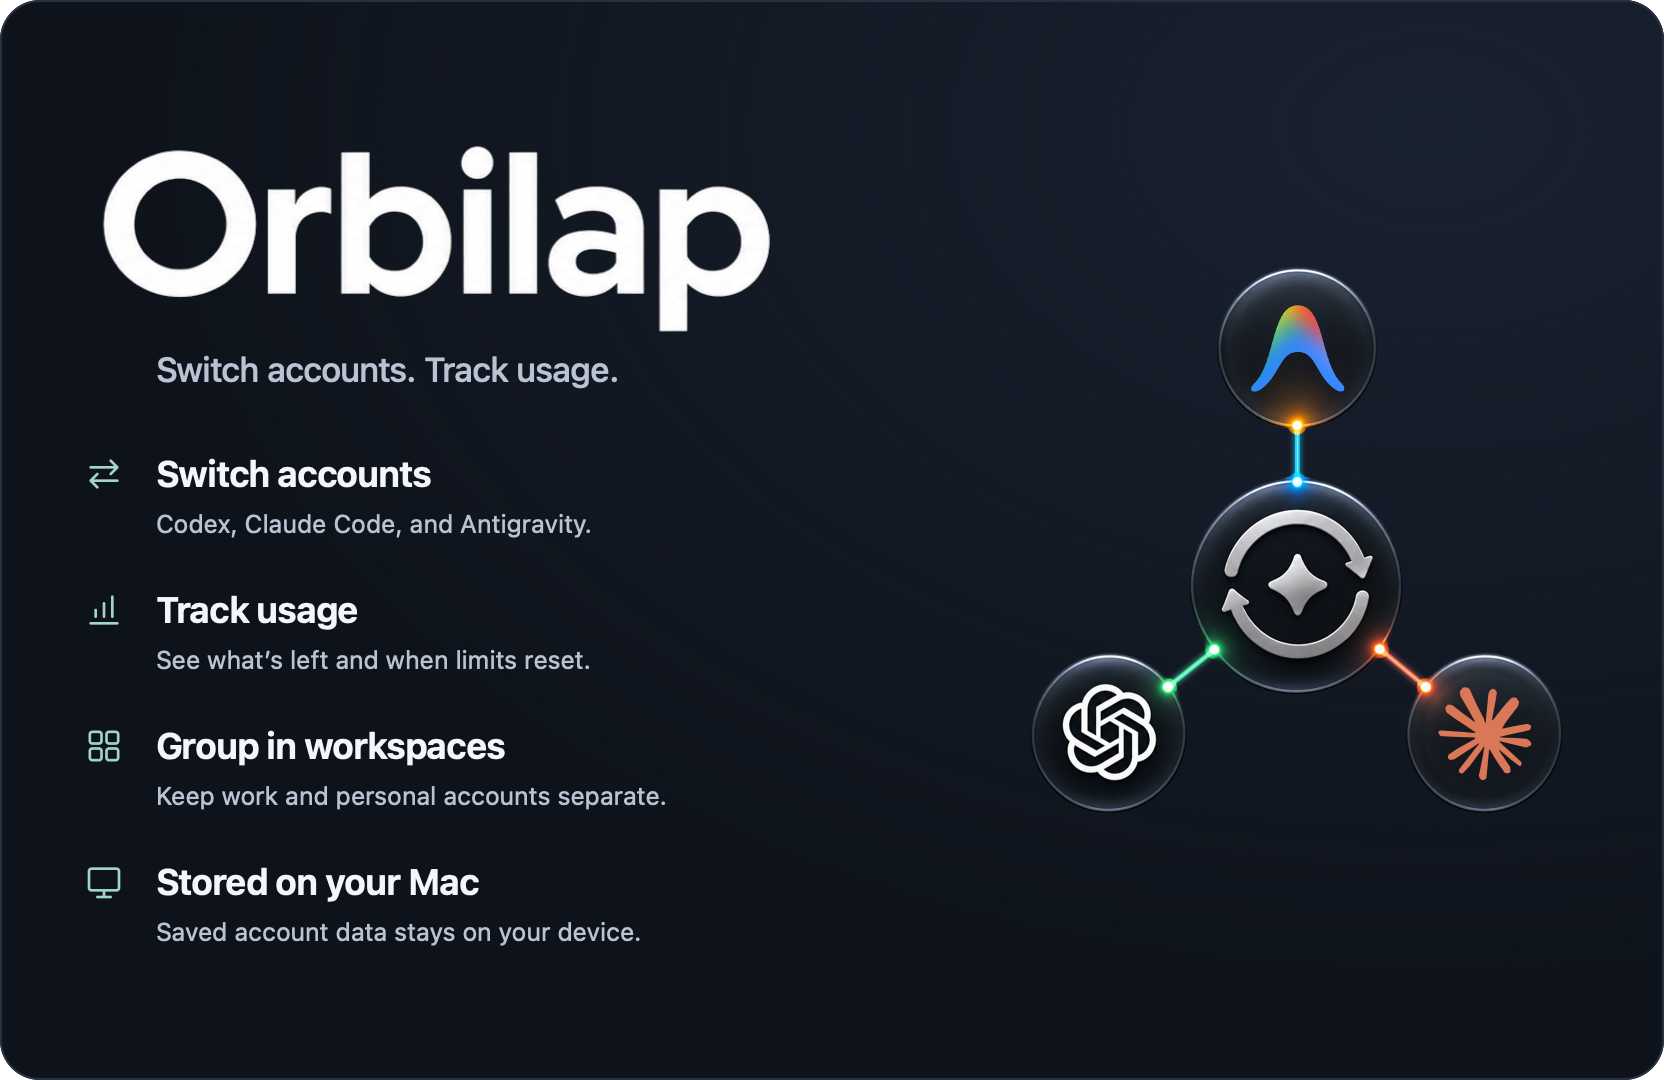 Orbilap
Switch accounts. Track usage.
Switch accounts
Codex, Claude Code, and Antigravity.
Track usage
See what’s left and when limits reset.
Group in workspaces
Keep work and personal accounts separate.
Stored on your Mac
Saved account data stays on your device.